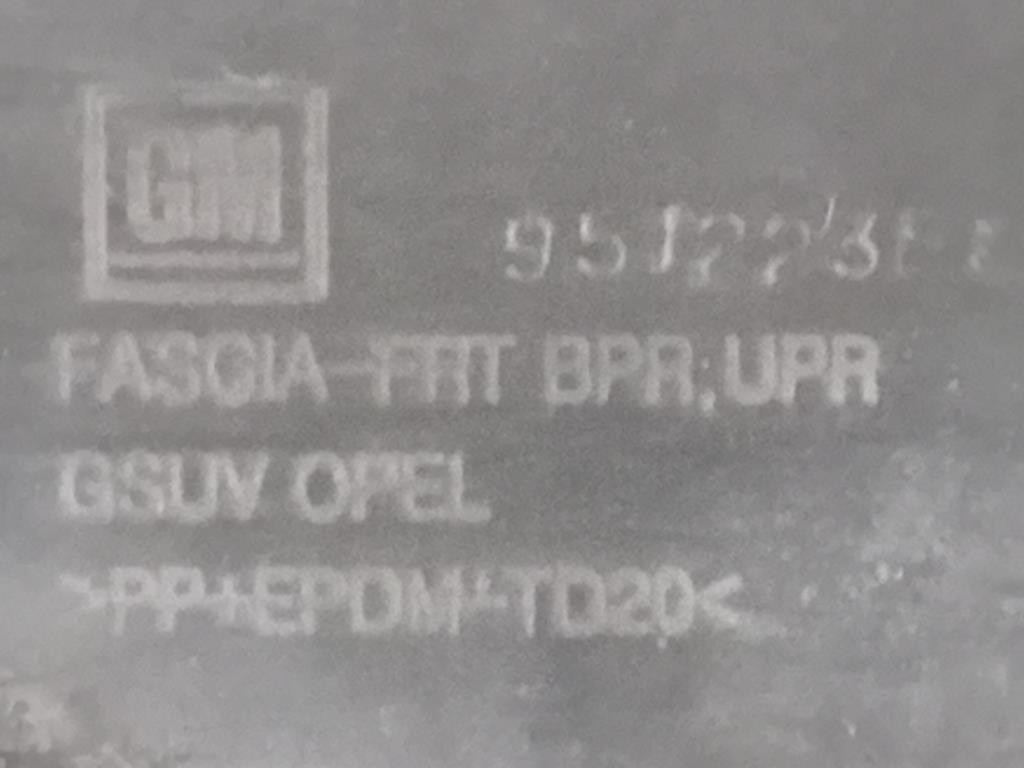 GM
FASCIA-FRT BPR;UPR
GSUV OPEL
>PP+EPDM-TD20<